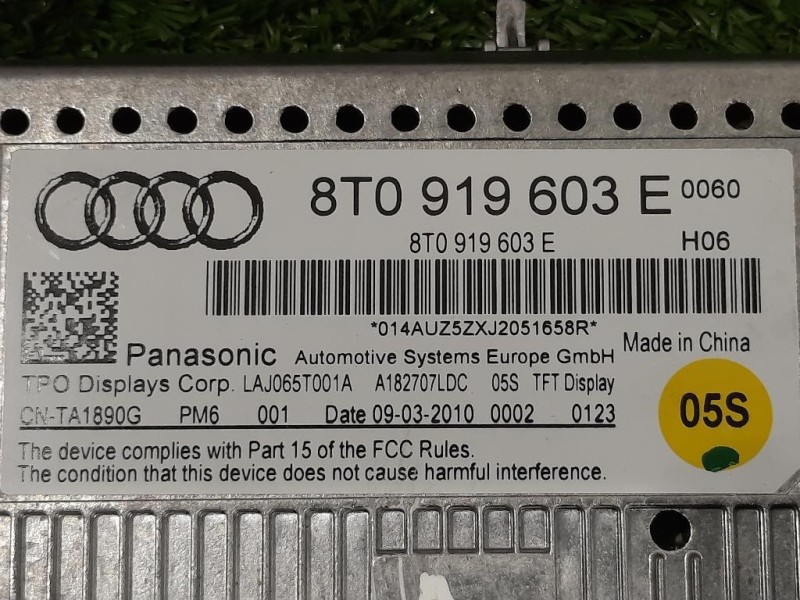 8T0 919 603 E 0060
8T0 919 603 E H06
*014AUZ5ZXJ2051658R*
Panasonic Automotive Systems Europe GmbH Made in China
TPO Displays Corp. LAJ065T001A A182707LDC 05S TFT Display
CN-TA1890G PM6 001 Date 09-03-2010 0002 0123
05S
The device complies with Part 15 of the FCC Rules.
The condition that this device does not cause harmful interference.